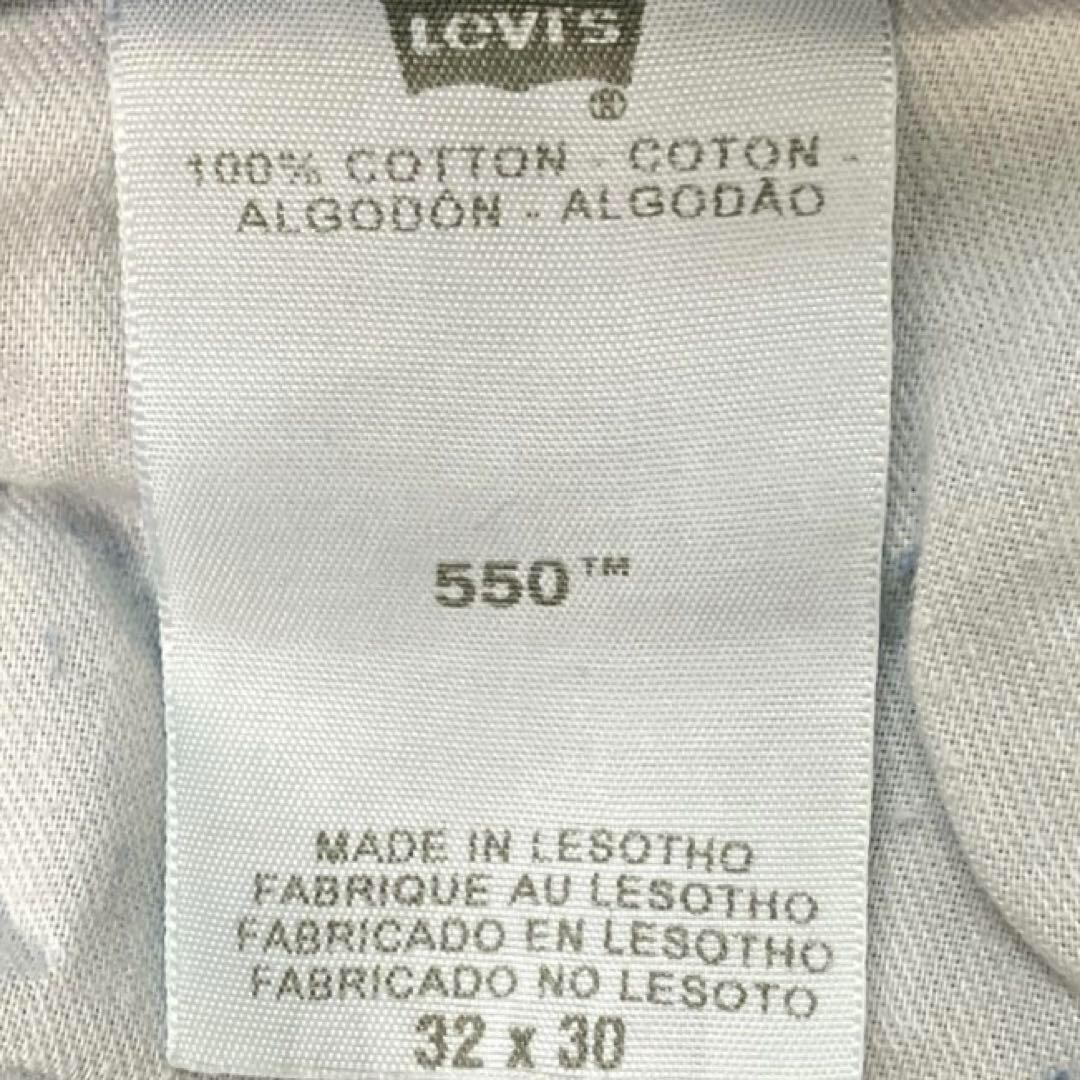 Levi's
®
100% COTTON - COTON -
ALGODÓN - ALGODÃO
550™
MADE IN LESOTHO
FABRIQUE AU LESOTHO
FABRICADO EN LESOTHO
FABRICADO NO LESOTO
32 x 30